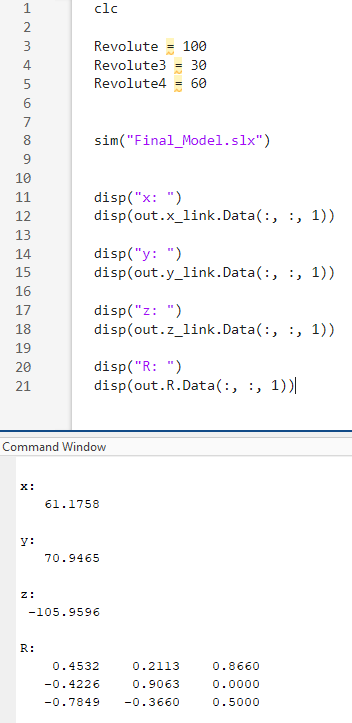 1 clc
2
3 Revolute = 100
4 Revolute3 = 30
5 Revolute4 = 60
6
7
8 sim("Final_Model.slx")
9
10
11 disp("x: ")
12 disp(out.x_link.Data(:, :, 1))
13
14 disp("y: ")
15 disp(out.y_link.Data(:, :, 1))
16
17 disp("z: ")
18 disp(out.z_link.Data(:, :, 1))
19
20 disp("R: ")
21 disp(out.R.Data(:, :, 1))
Command Window
x:
61.1758
y:
70.9465
z:
-105.9596
R:
0.4532 0.2113 0.8660
-0.4226 0.9063 0.0000
-0.7849 -0.3660 0.5000